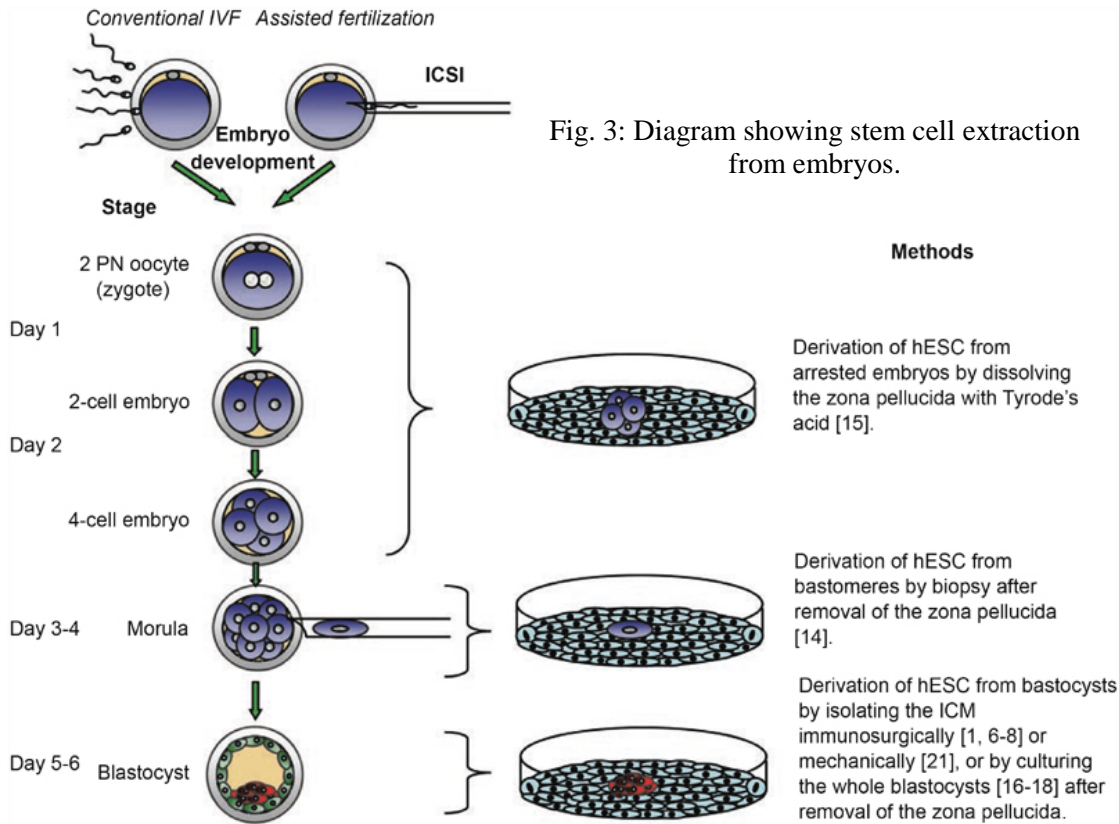 Conventional IVF Assisted fertilization
ICSI
Embryo
development
Fig. 3: Diagram showing stem cell extraction
from embryos.
Stage
Methods
2 PN oocyte
(zygote)
Day 1
2-cell embryo
Day 2
4-cell embryo
Derivation of hESC from
arrested embryos by dissolving
the zona pellucida with Tyrode's
acid [15].
Day 3-4
Morula
Derivation of hESC from
bastomeres by biopsy after
removal of the zona pellucida
[14].
Day 5-6
Blastocyst
Derivation of hESC from bastocysts
by isolating the ICM
immunosurgically [1, 6-8] or
mechanically [21], or by culturing
the whole blastocysts [16-18] after
removal of the zona pellucida.